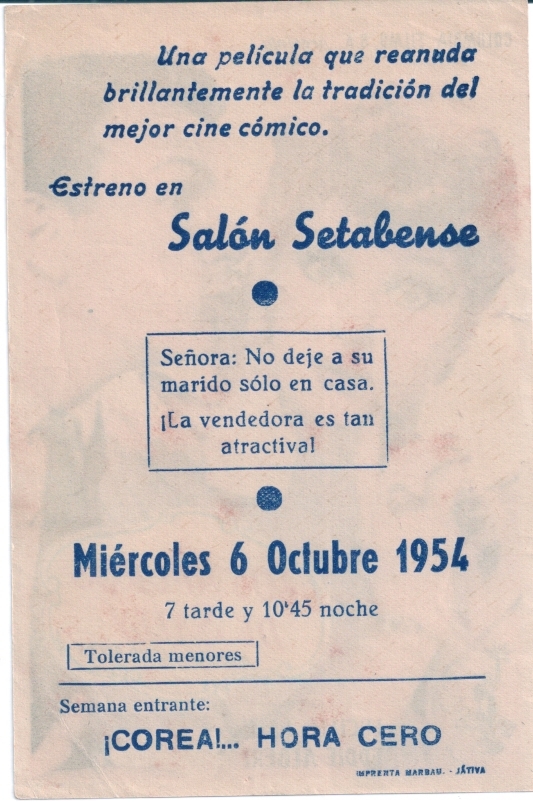 Una película que reanuda
brillantemente la tradición del
mejor cine cómico.
Estreno en
Salón Setabense
Señora: No deje a su
marido sólo en casa.
¡La vendedora es tan
atractiva!
Miércoles 6 Octubre 1954
7 tarde y 10'45 noche
Tolerada menores
Semana entrante:
¡COREA!... HORA CERO
IMPRENTA MARBAU. - JÁTIVA